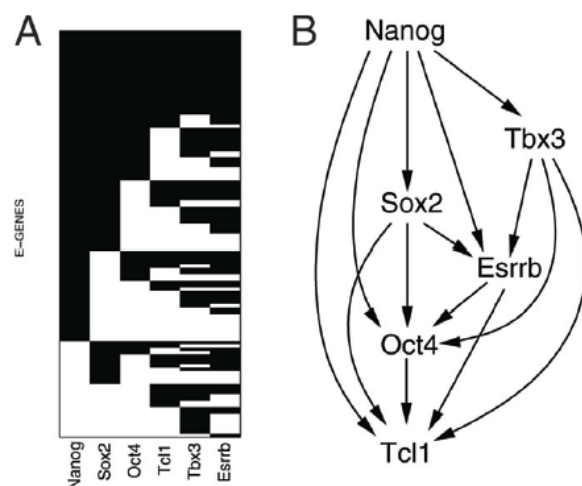 A
E-GENES
Nanog
Sox2
Oct4
Tcl1
Tbx3
Esrrb
B
Nanog
Tbx3
Sox2
Esrrb
Oct4
Tcl1